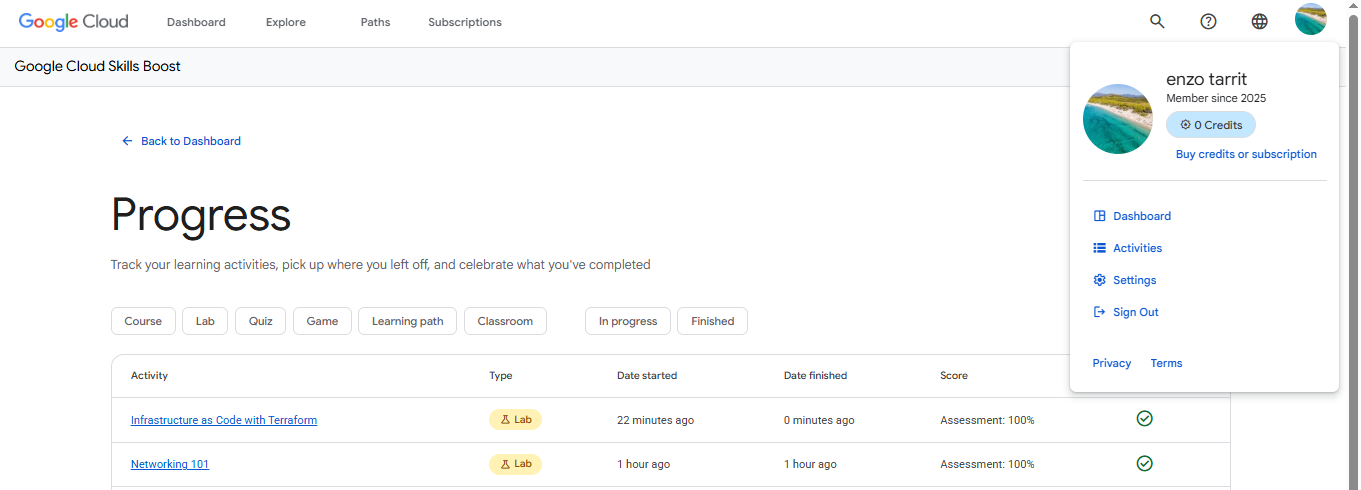 Google Cloud Dashboard Explore Paths Subscriptions
Google Cloud Skills Boost
enzo tarrit
Member since 2025
0 Credits
Buy credits or subscription
Dashboard
Activities
Settings
Sign Out
Privacy Terms
Back to Dashboard
Progress
Track your learning activities, pick up where you left off, and celebrate what you've completed
Course Lab Quiz Game Learning path Classroom In progress Finished
Activity Type Date started Date finished Score
Infrastructure as Code with Terraform Lab 22 minutes ago 0 minutes ago Assessment: 100%
Networking 101 Lab 1 hour ago 1 hour ago Assessment: 100%